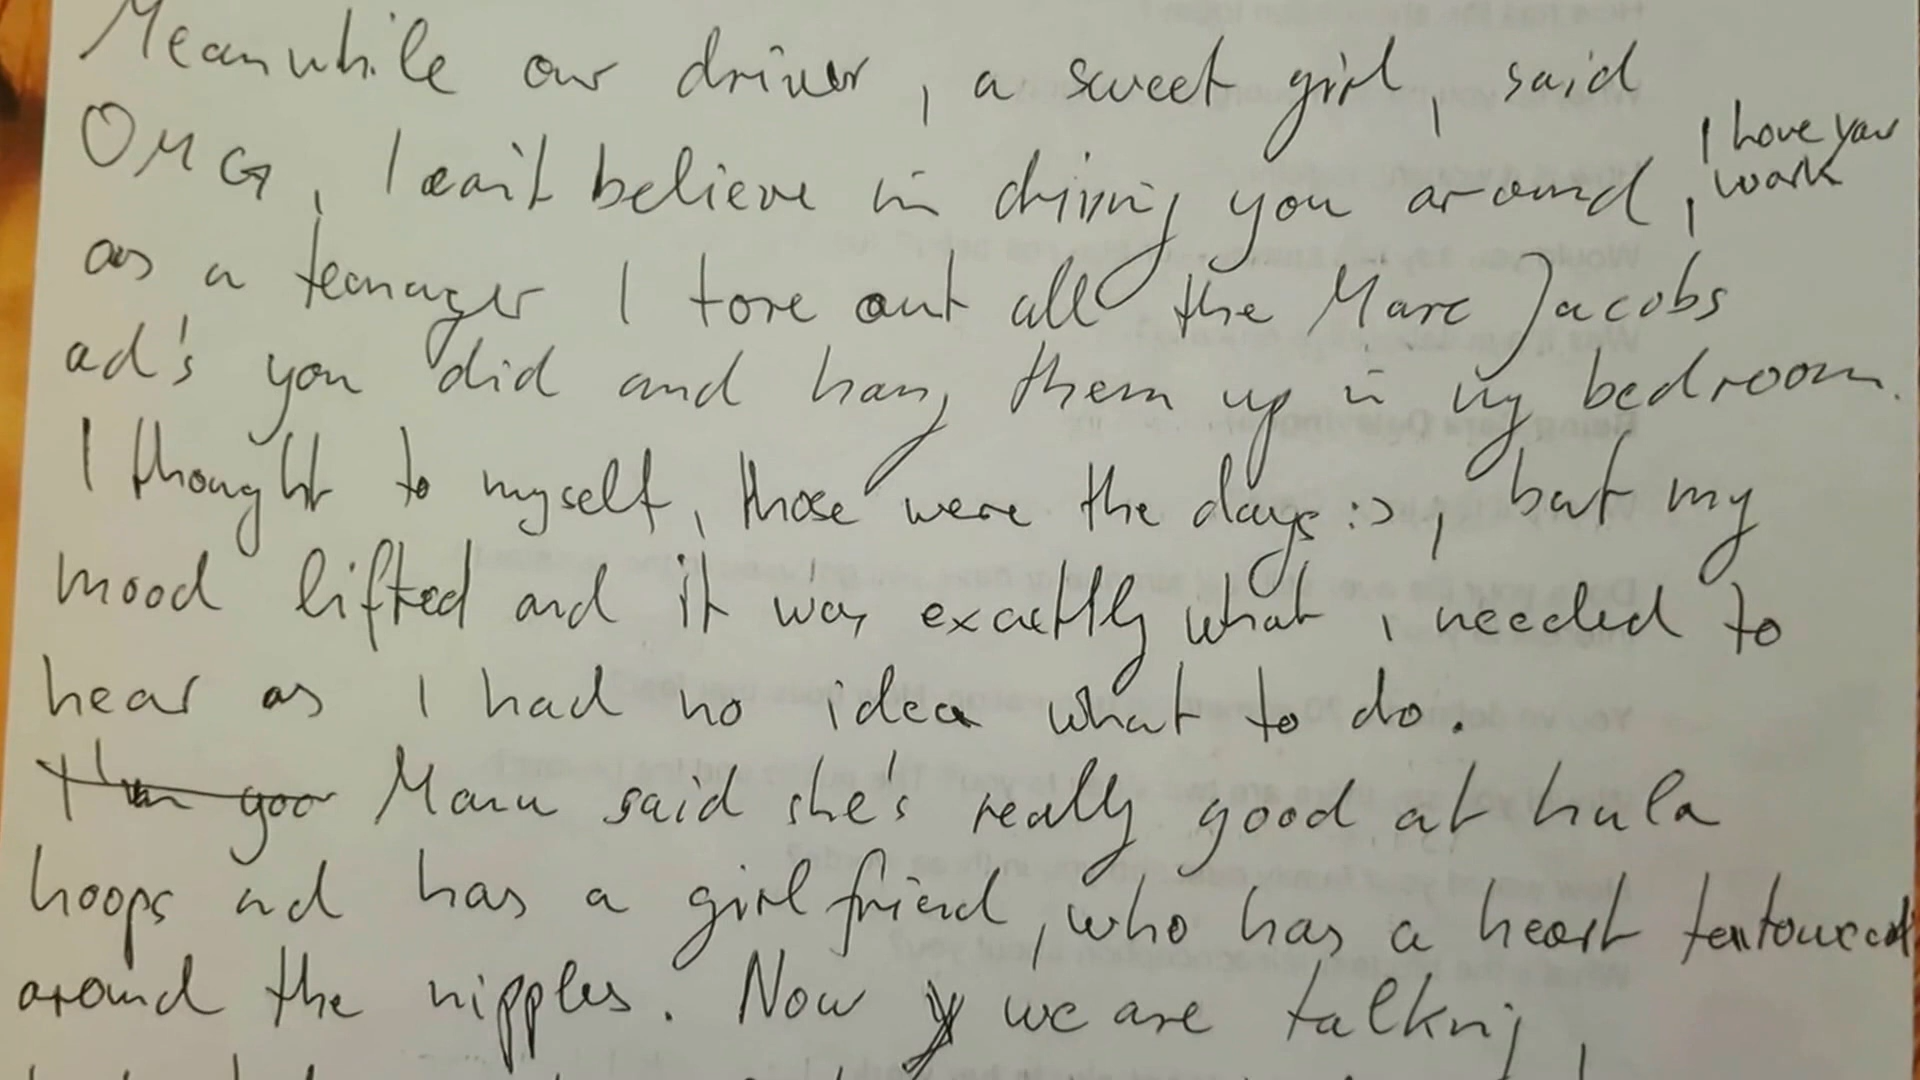 Meanwhile our driver, a sweet girl, said
OMG, I can't believe im driving you around, I love your work
as a teenager I tore out all the Marc Jacobs
ad's you did and hang them up in my bedroom.
I thought to myself, those were the days :), but my
mood lifted and it was exactly what i needed to
hear as I had no idea what to do.
said she's really good at hula
hoops and has a girlfriend, who has a heart
around the nipples. Now we are talking,